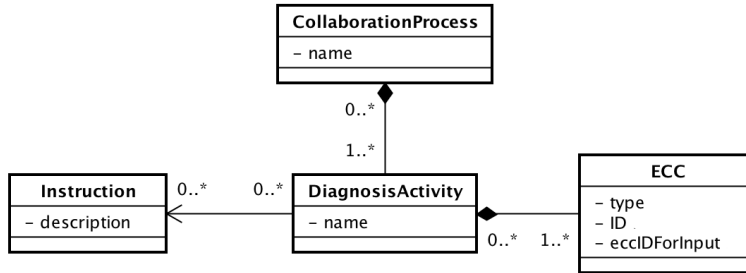 CollaborationProcess
- name
0..*
1..*
Instruction
- description
0..*
0..*
DiagnosisActivity
- name
0..*
1..*
ECC
- type
- ID
- eccIDForInput